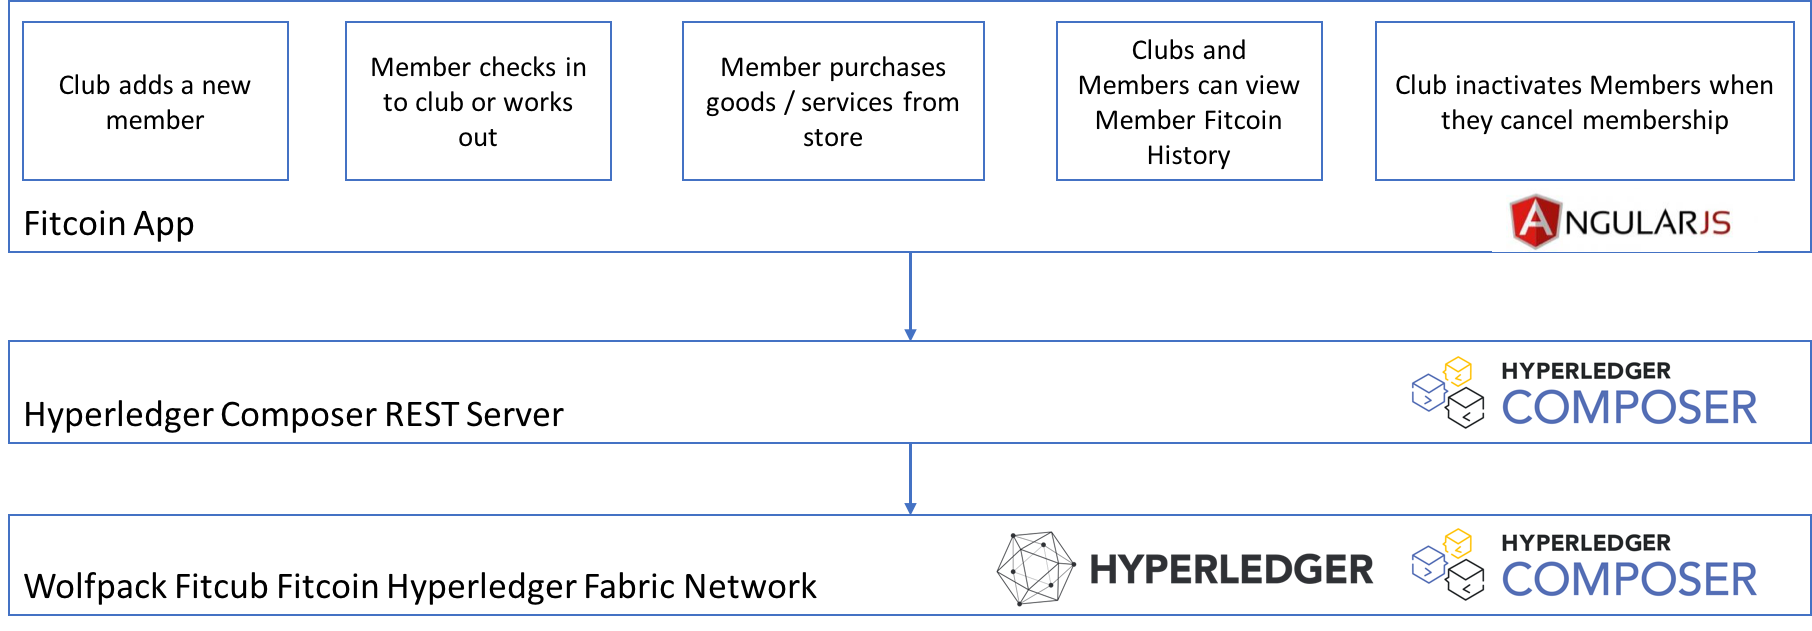 Club adds a new
member
Member checks in
to club or works
out
Member purchases
goods / services from
store
Clubs and
Members can view
Member Fitcoin
History
Club inactivates Members when
they cancel membership
Fitcoin App
ANGULARJS
Hyperledger Composer REST Server
HYPERLEDGER
COMPOSER
Wolfpack Fitcub Fitcoin Hyperledger Fabric Network
HYPERLEDGER
HYPERLEDGER
COMPOSER